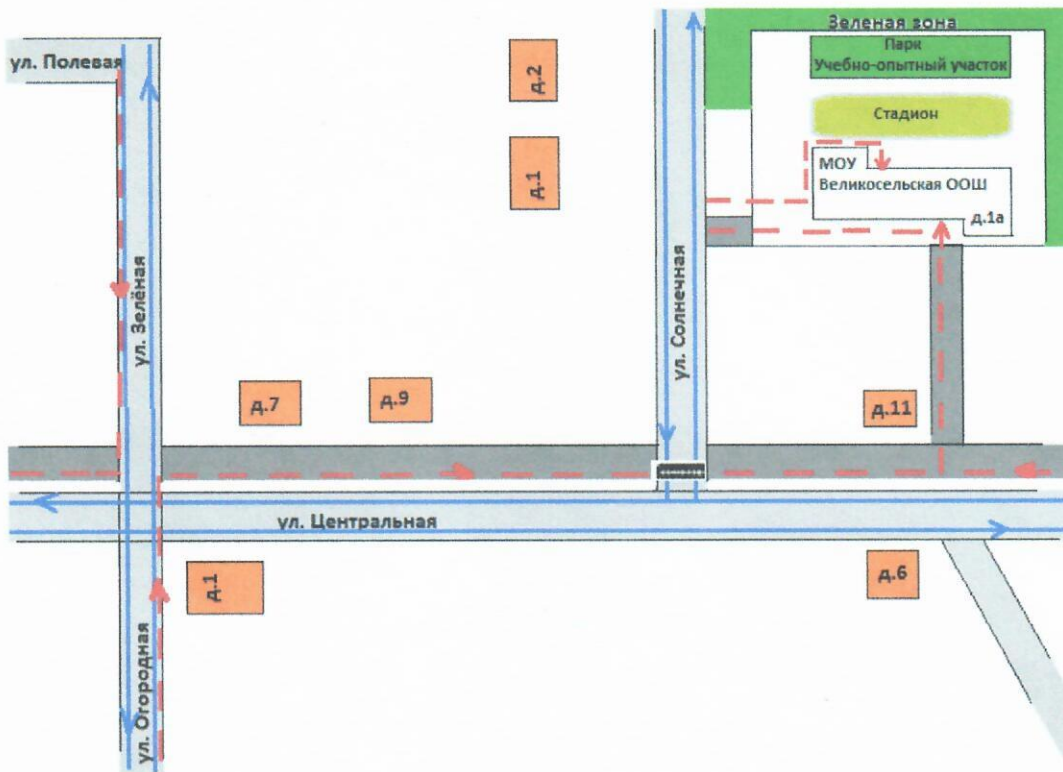 Зеленая зона
Парк
Учебно-опытный участок
Стадион
МОУ
Великосельская ООШ
д.1а
ул. Полевая
д.2
д.1
ул. Зелёная
ул. Солнечная
д.7
д.9
д.11
ул. Центральная
д.1
д.6
ул. Огородная